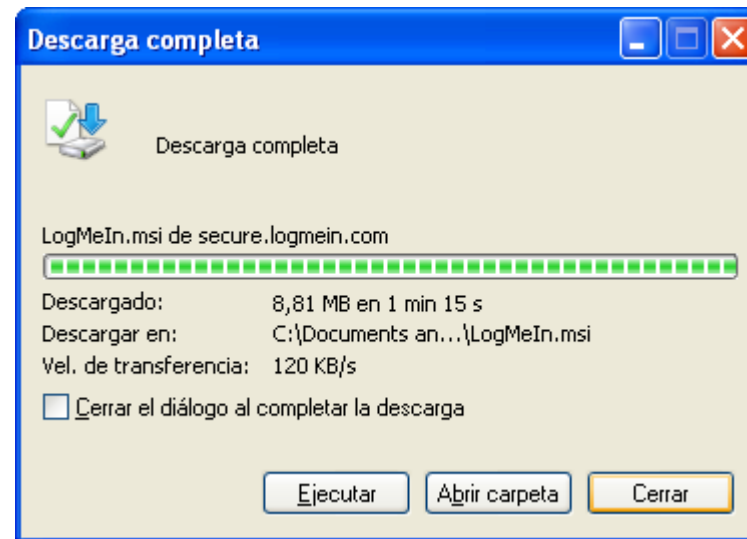 Descarga completa
Descarga completa
LogMeIn.msi de secure.logmein.com
Descargado: 8,81 MB en 1 min 15 s
Descargar en: C:\Documents an...\LogMeIn.msi
Vel. de transferencia: 120 KB/s
Cerrar el diálogo al completar la descarga
Ejecutar Abrir carpeta Cerrar